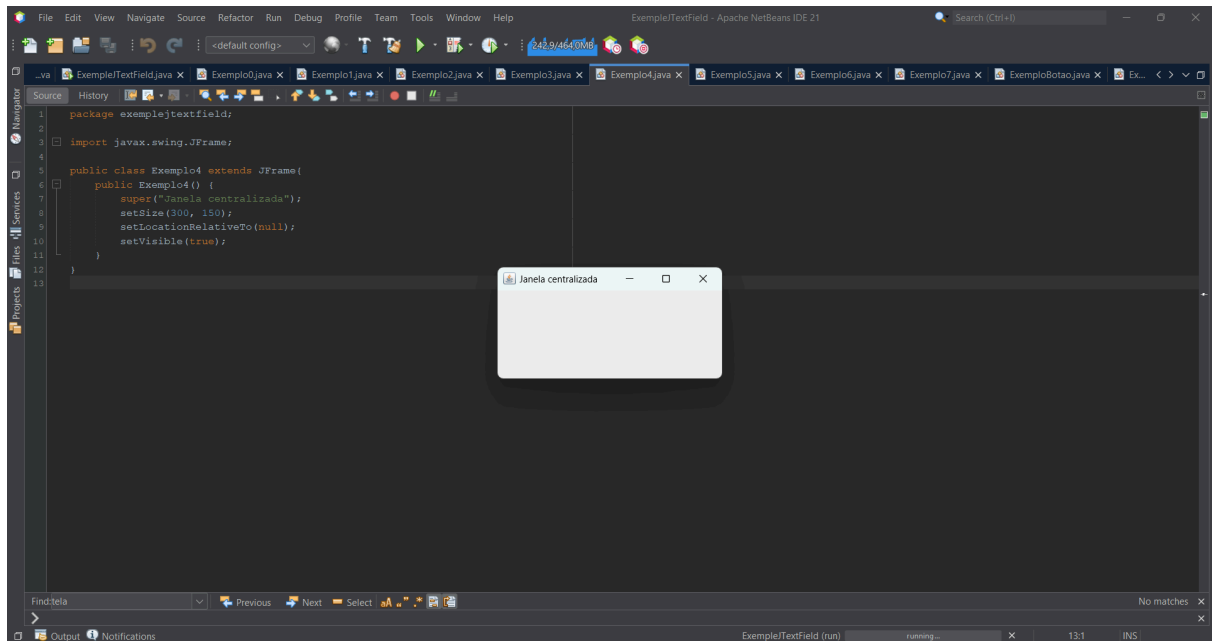 File Edit View Navigate Source Refactor Run Debug Profile Team Tools Window Help ExempleJTextField - Apache NetBeans IDE 21 Search (Ctrl+I)
<default config> 242,9/464,0MB
...va ExempleJTextField.java Exemplo0.java Exemplo1.java Exemplo2.java Exemplo3.java Exemplo4.java Exemplo5.java Exemplo6.java Exemplo7.java ExemploBotao.java Ex...
Source History
Navigator
Services
Files
Projects
1 package exemplejtextfield;
2
3 import javax.swing.JFrame;
4
5 public class Exemplo4 extends JFrame{
6 public Exemplo4() {
7 super("Janela centralizada");
8 setSize(300, 150);
9 setLocationRelativeTo(null);
10 setVisible(true);
11 }
12 }
13
Janela centralizada
Find: tela Previous Next Select aA No matches
Output Notifications ExempleJTextField (run) running... 13:1 INS